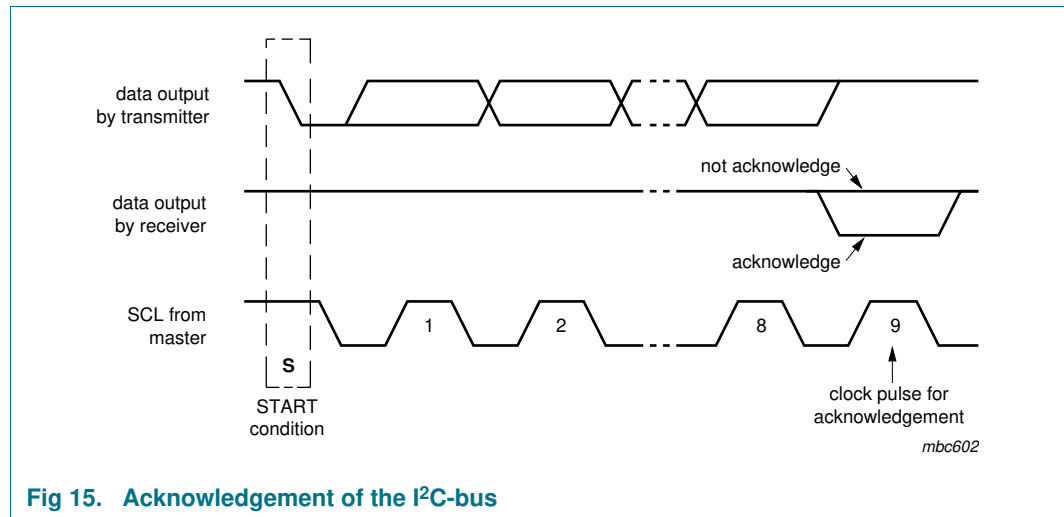 data output
by transmitter
not acknowledge
data output
by receiver
acknowledge
SCL from
master
1
2
8
9
S
START
condition
clock pulse for
acknowledgement
mbc602
Fig 15. Acknowledgement of the I²C-bus